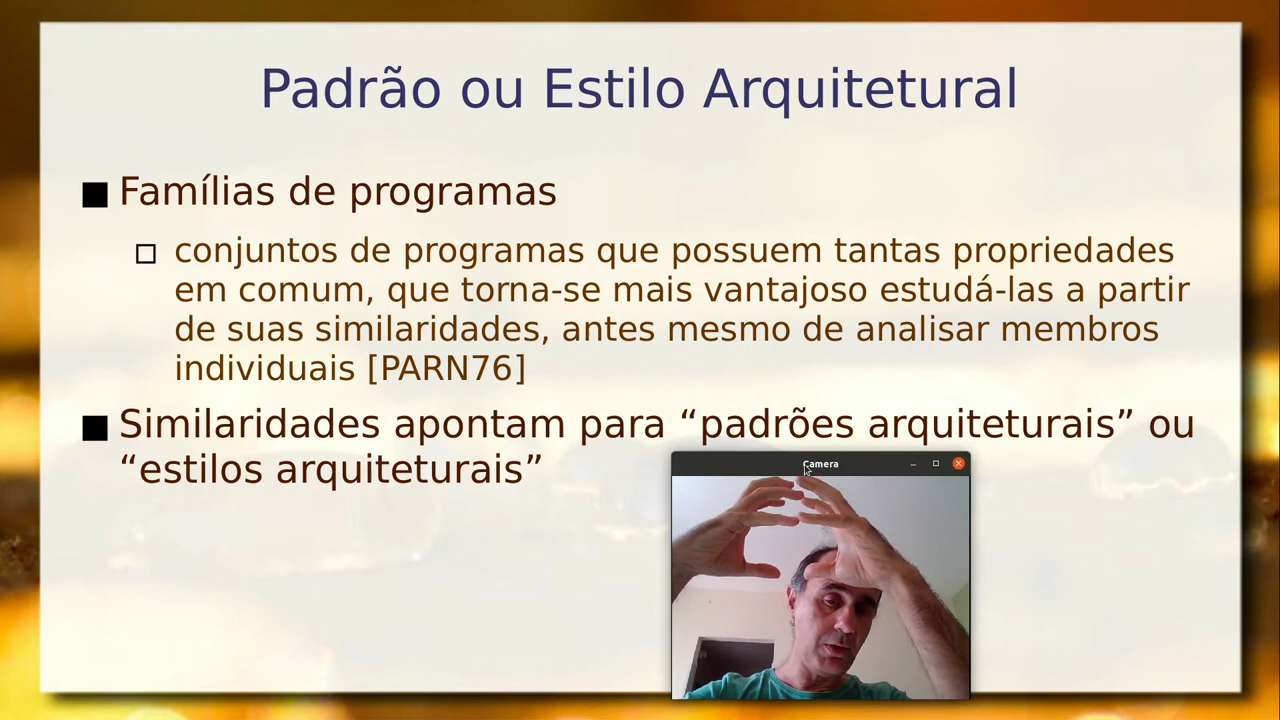 Padrão ou Estilo Arquitetural
Famílias de programas
conjuntos de programas que possuem tantas propriedades
em comum, que torna-se mais vantajoso estudá-las a partir
de suas similaridades, antes mesmo de analisar membros
individuais [PARN76]
Similaridades apontam para “padrões arquiteturais” ou
“estilos arquiteturais”
Camera